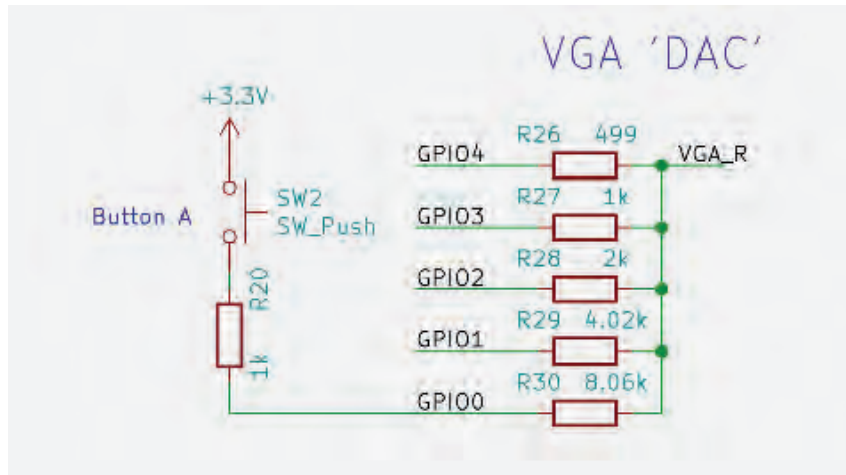 VGA 'DAC'
+3.3V
R26 499
GPIO4
VGA_R
R27 1k
Button A
SW2
SW_Push
GPIO3
R28 2k
GPIO2
R20
1k
R29 4.02k
GPIO1
R30 8.06k
GPIO0